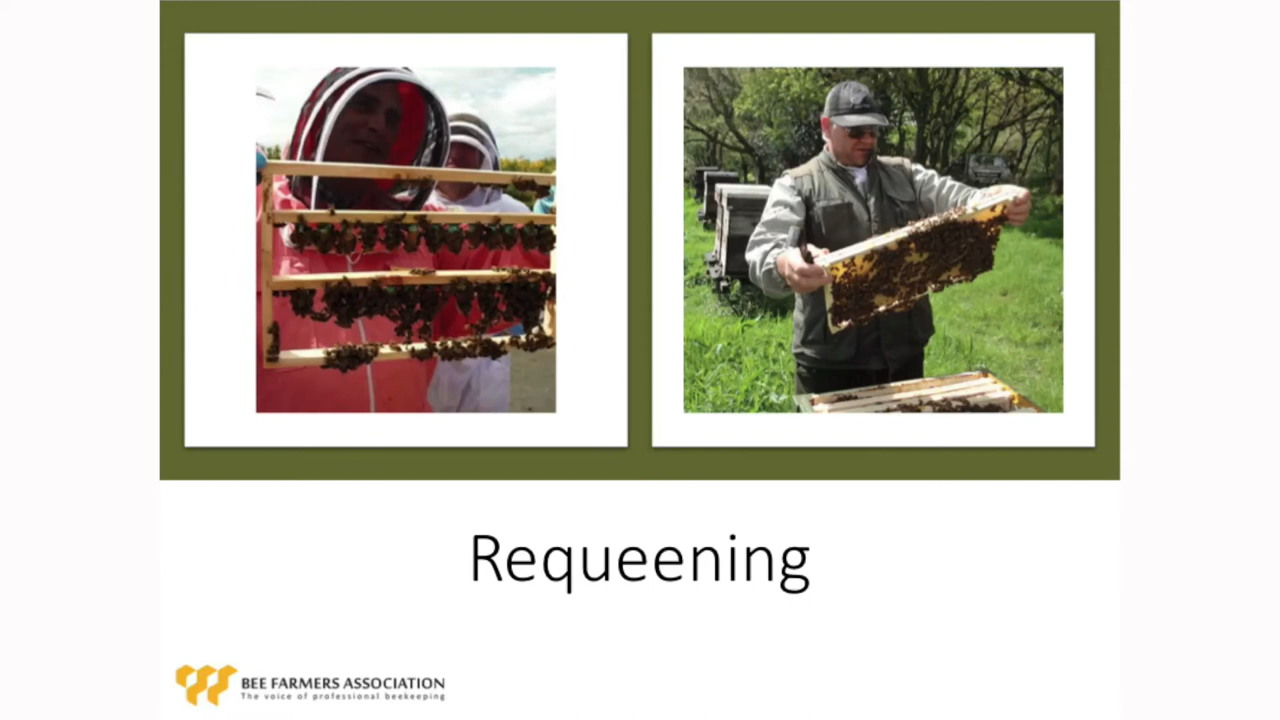 Requeening
BEE FARMERS ASSOCIATION
The voice of professional beekeeping